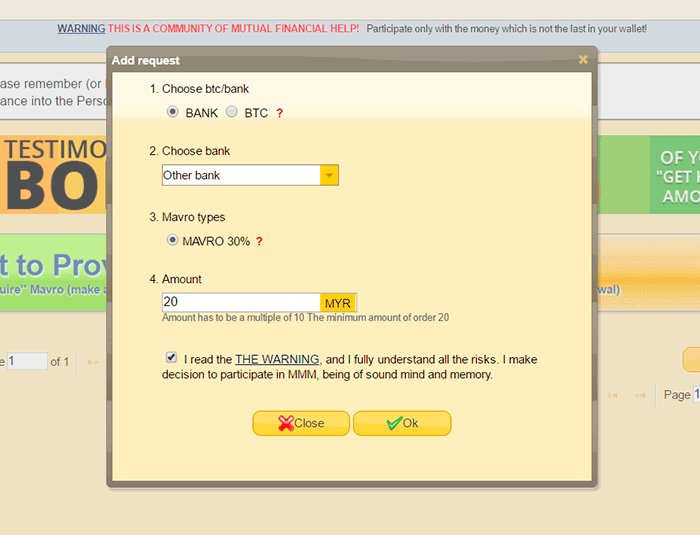 WARNING THIS IS A COMMUNITY OF MUTUAL FINANCIAL HELP! Participate only with the money which is not the last in your wallet!
Add request
ase remember (or
ance into the Perso
1. Choose btc/bank
BANK BTC ?
2. Choose bank
Other bank
TESTIMO
BO
OF Y
"GET
AMO
3. Mavro types
MAVRO 30% ?
t to Prov
uire" Mavro (make a
wal)
4. Amount
20 MYR
Amount has to be a multiple of 10 The minimum amount of order 20
1 of 1
I read the THE WARNING, and I fully understand all the risks. I make
decision to participate in MMM, being of sound mind and memory.
Page 1
Close Ok